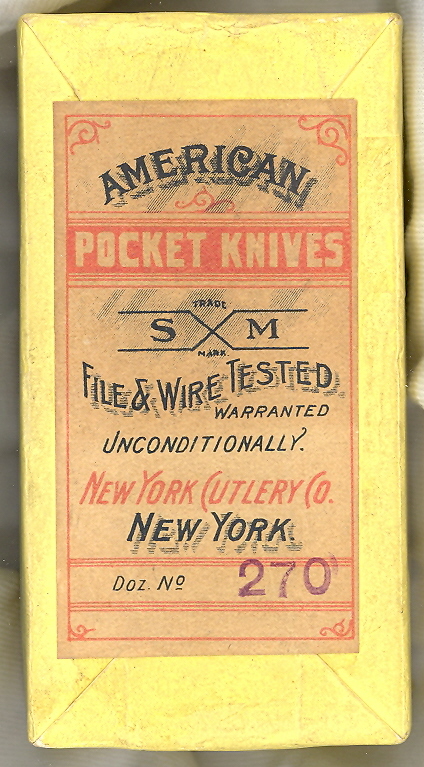 AMERICAN
POCKET KNIVES
TRADE
S M
MARK.
FILE & WIRE TESTED
WARRANTED
UNCONDITIONALLY.
NEW YORK CUTLERY CO.
NEW YORK.
DOZ. Nº 270